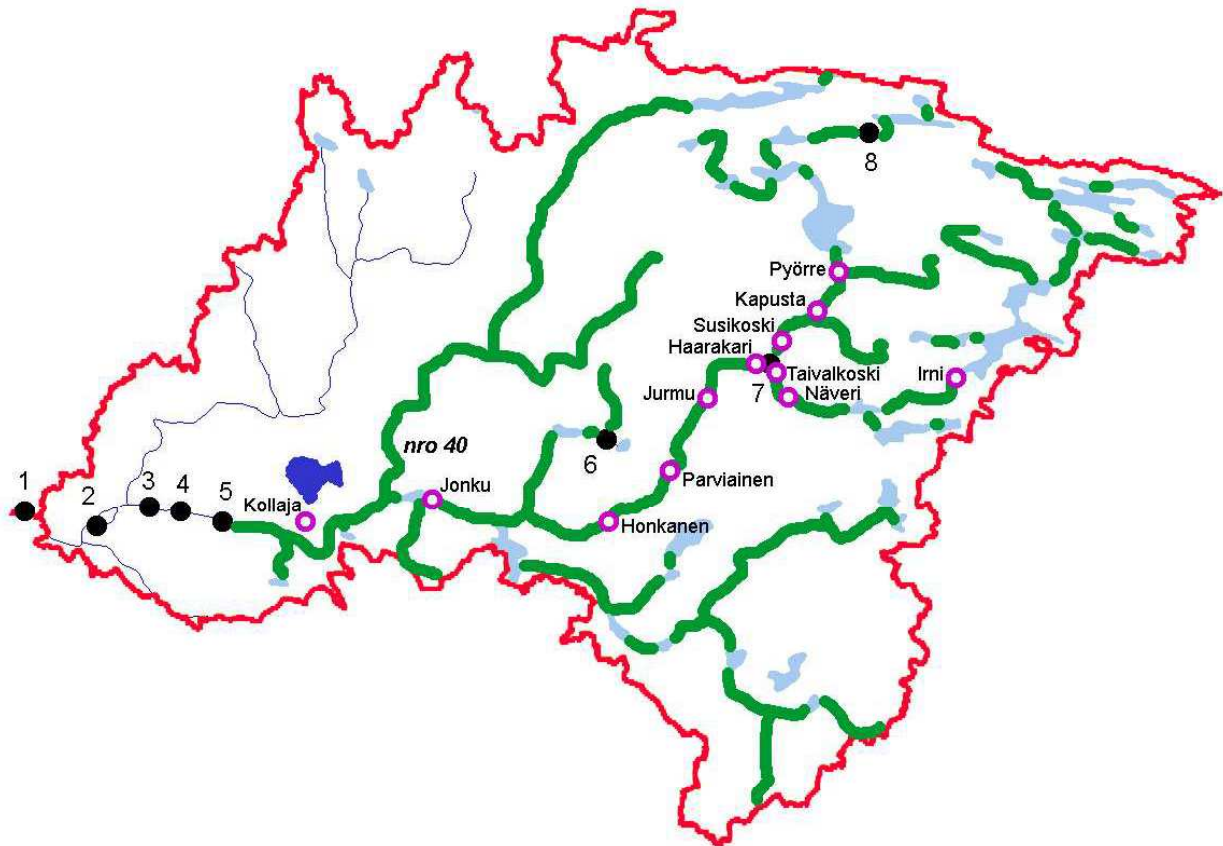 8
Pyörre
Kapusta
Susikoski
Haarakari
Taivalkoski
Irni
7
Näveri
Jurmu
nro 40
6
Parviainen
Jonku
1
2
3
4
5
Kollaja
Honkanen